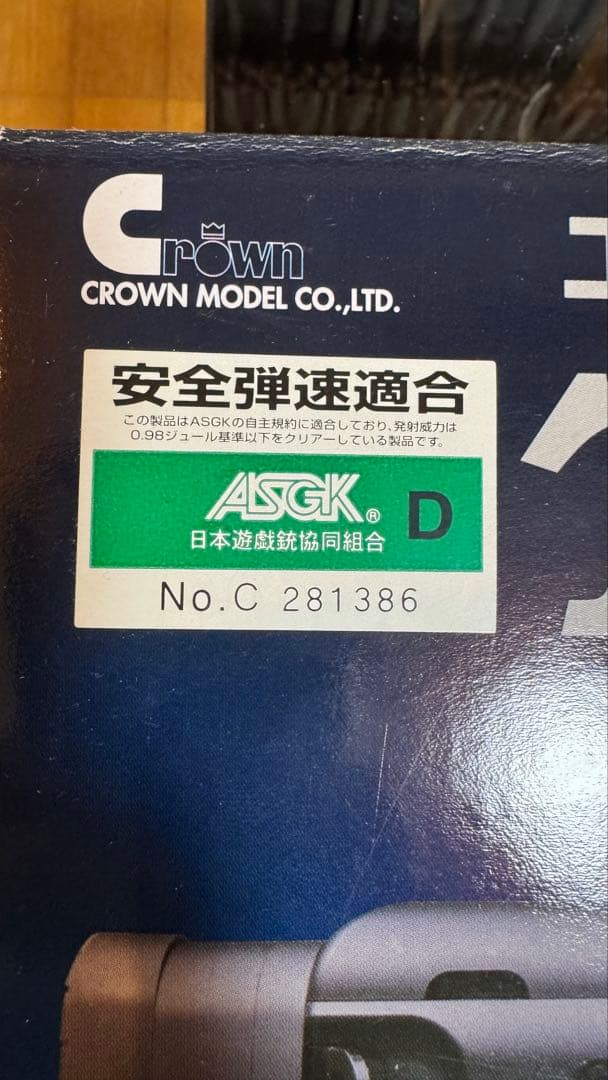 Crown
CROWN MODEL CO.,LTD.
安全弾速適合
この製品はASGKの自主規約に適合しており、発射威力は
0.98ジュール基準以下をクリアーしている製品です。
ASGK® D
日本遊戯銃協同組合
No.C 281386